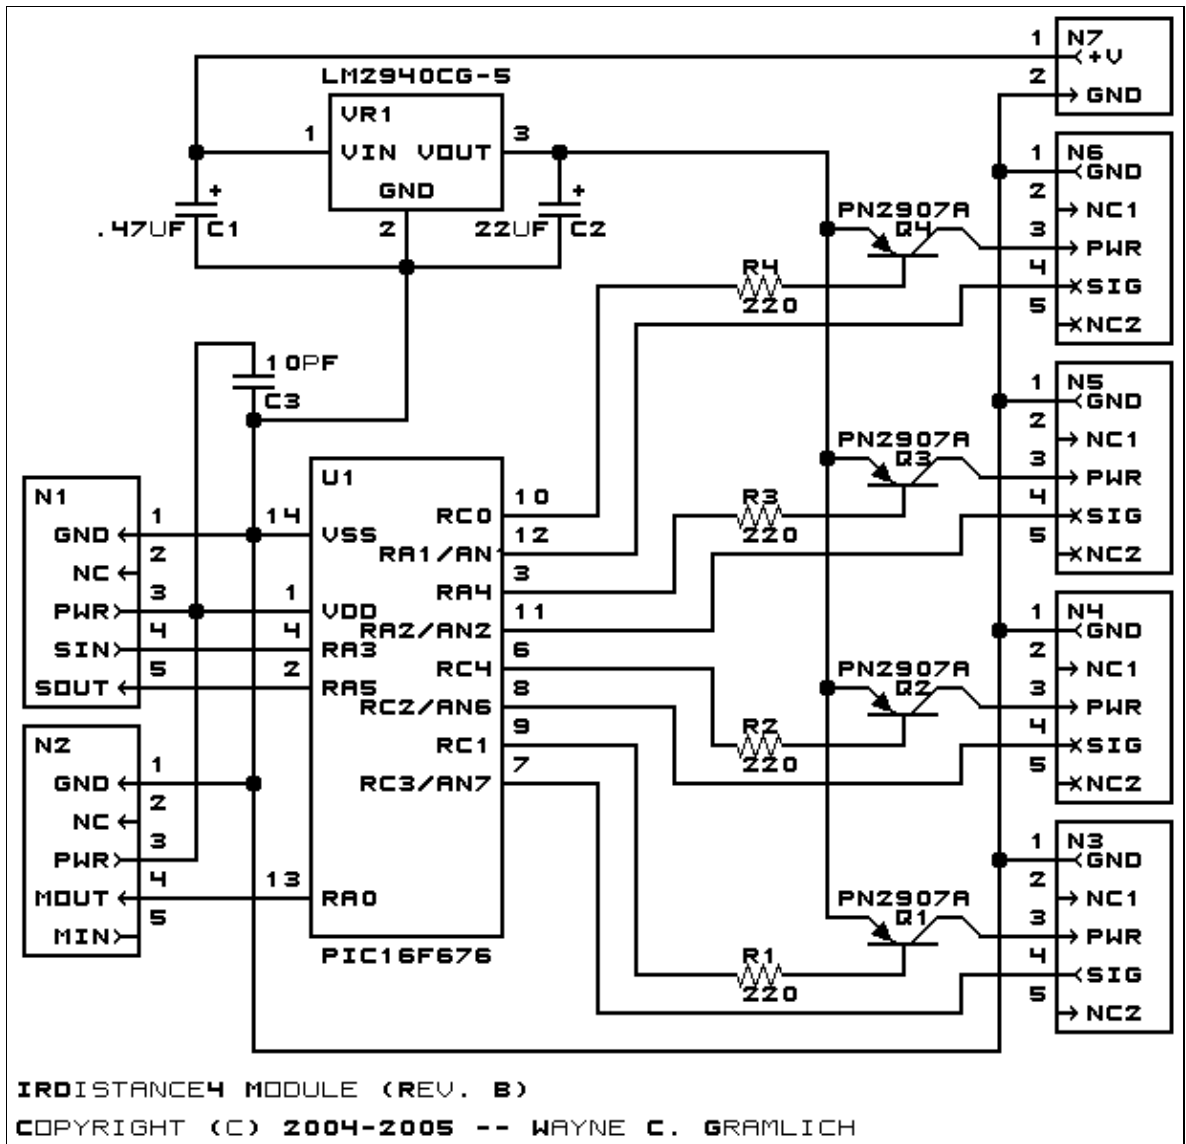 1 N7
+V
2
GND
LM2940CG-5
VR1
1 VIN VOUT 3
GND
2
+
.47UF C1
+
22UF C2
1 N6
GND
2
NC1
3
PWR
4
SIG
5
NC2
PN2907A
Q4
R4
220
10PF
C3
1 N5
GND
2
NC1
3
PWR
4
SIG
5
NC2
PN2907A
Q3
R3
220
N1
GND 1
NC 2
PWR 3
SIN 4
SOUT 5
U1
14 VSS
1 VDD
4 RA3
2 RA5
13 RA0
RC0 10
RA1/AN 12
RA4 3
RA2/AN2 11
RC4 6
RC2/AN6 8
RC1 9
RC3/AN7 7
PIC16F676
N2
GND 1
NC 2
PWR 3
MOUT 4
MIN 5
1 N4
GND
2
NC1
3
PWR
4
SIG
5
NC2
PN2907A
Q2
R2
220
1 N3
GND
2
NC1
3
PWR
4
SIG
5
NC2
PN2907A
Q1
R1
220
IRDISTANCE4 MODULE (REV. B)
COPYRIGHT (C) 2004-2005 -- WAYNE C. GRAMLICH